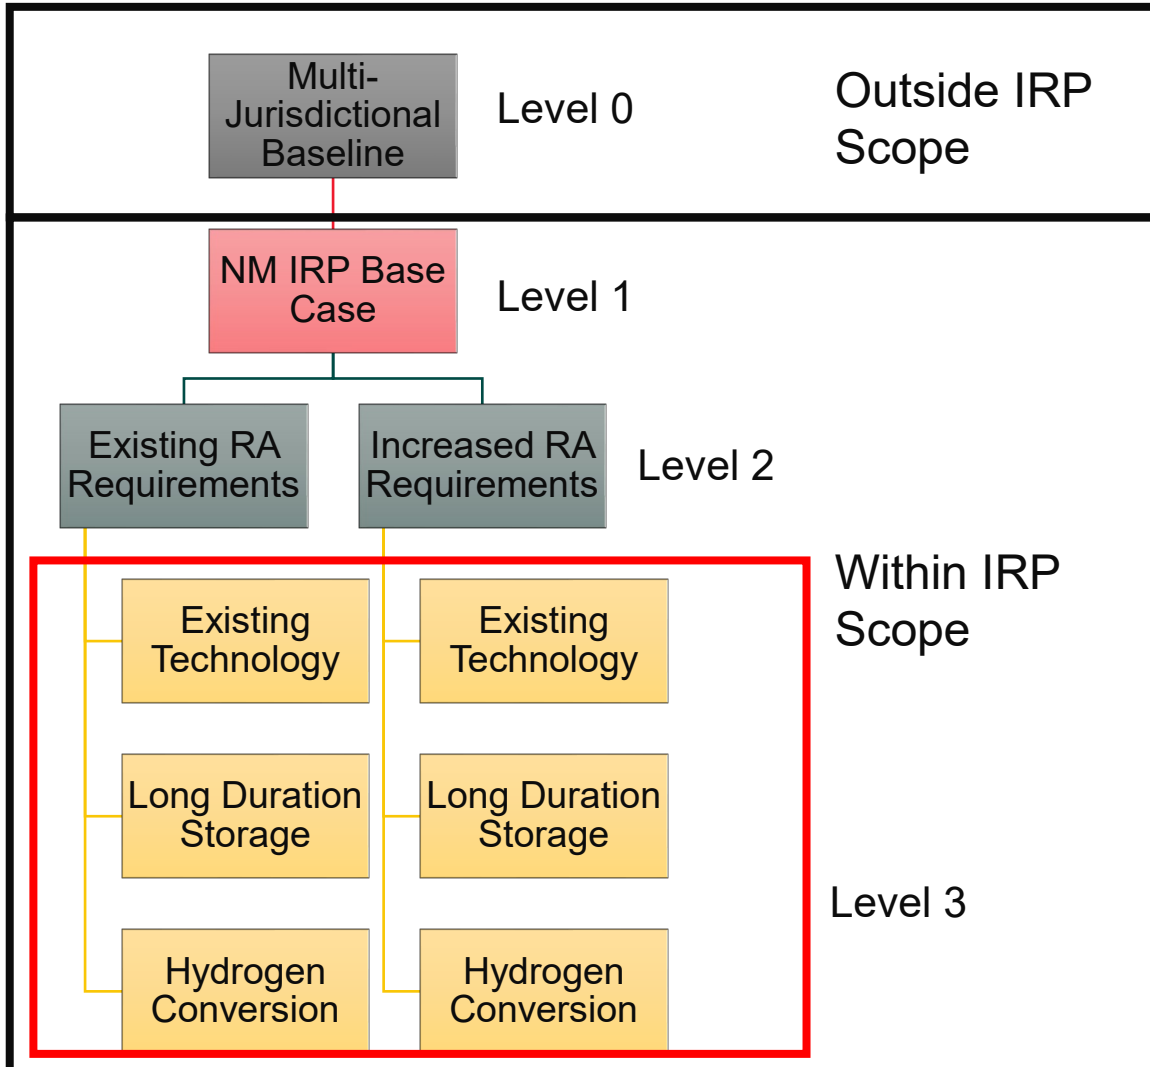 Multi-
Jurisdictional
Baseline
Level 0
Outside IRP
Scope
NM IRP Base
Case
Level 1
Existing RA
Requirements
Increased RA
Requirements
Level 2
Within IRP
Scope
Existing
Technology
Existing
Technology
Long Duration
Storage
Long Duration
Storage
Level 3
Hydrogen
Conversion
Hydrogen
Conversion